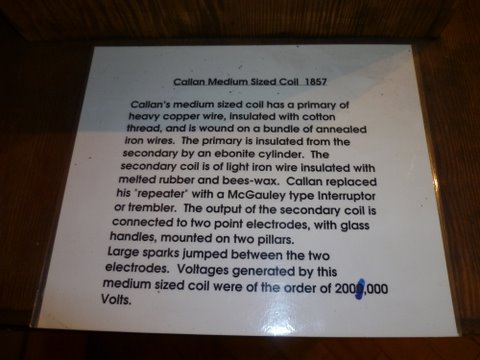 Callan Medium Sized Coil 1857
Callan's medium sized coil has a primary of
heavy copper wire, insulated with cotton
thread, and is wound on a bundle of annealed
iron wires. The primary is insulated from the
secondary by an ebonite cylinder. The
secondary coil is of light iron wire insulated with
melted rubber and bees-wax. Callan replaced
his "repeater" with a McGauley type Interruptor
or trembler. The output of the secondary coil is
connected to two point electrodes, with glass
handles, mounted on two pillars.
Large sparks jumped between the two
electrodes. Voltages generated by this
medium sized coil were of the order of 200,000
Volts.